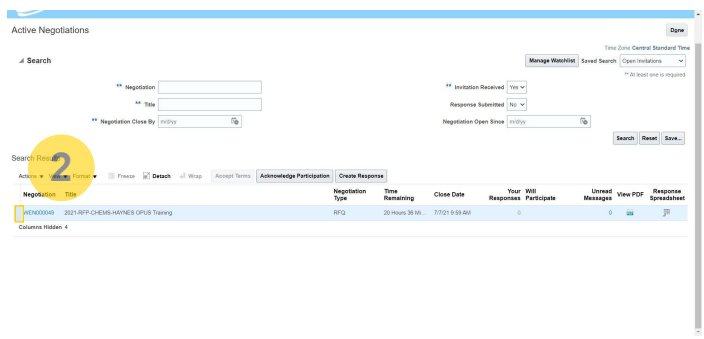 Active Negotiations
Done
Time Zone Central Standard Time
Search
Manage Watchlist Saved Search Open Invitations
** At least one is required
** Negotiation
** Invitation Received Yes
** Title
Response Submitted No
** Negotiation Close By m/d/yy
Negotiation Open Since m/d/yy
Search Reset Save...
Search Results
2
Actions View Format Freeze Detach Wrap Accept Terms Acknowledge Participation Create Response
Negotiation Title Negotiation Type Time Remaining Close Date Your Responses Will Participate Unread Messages View PDF Response Spreadsheet
WEN000049 2021-RFP-CHEMS-HAYNES OPUS Training RFQ 20 Hours 36 Mi... 7/7/21 9:59 AM 0 0
Columns Hidden 4